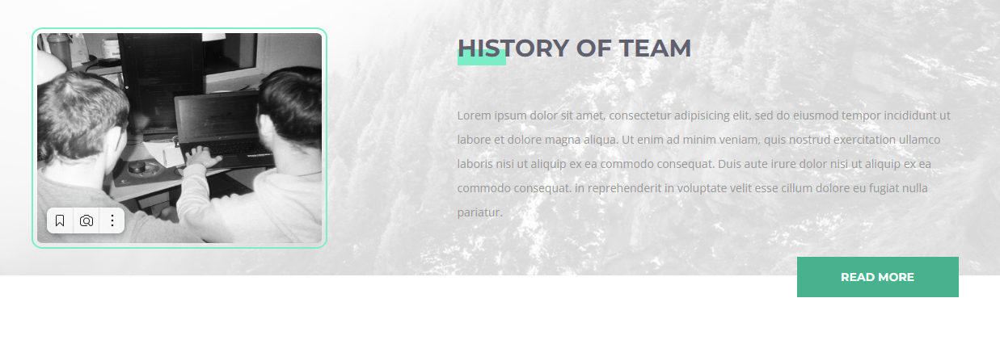 HISTORY OF TEAM
Lorem ipsum dolor sit amet, consectetur adipisicing elit, sed do eiusmod tempor incididunt ut
labore et dolore magna aliqua. Ut enim ad minim veniam, quis nostrud exercitation ullamco
laboris nisi ut aliquip ex ea commodo consequat. Duis aute irure dolor nisi ut aliquip ex ea
commodo consequat. in reprehenderit in voluptate velit esse cillum dolore eu fugiat nulla
pariatur.
READ MORE